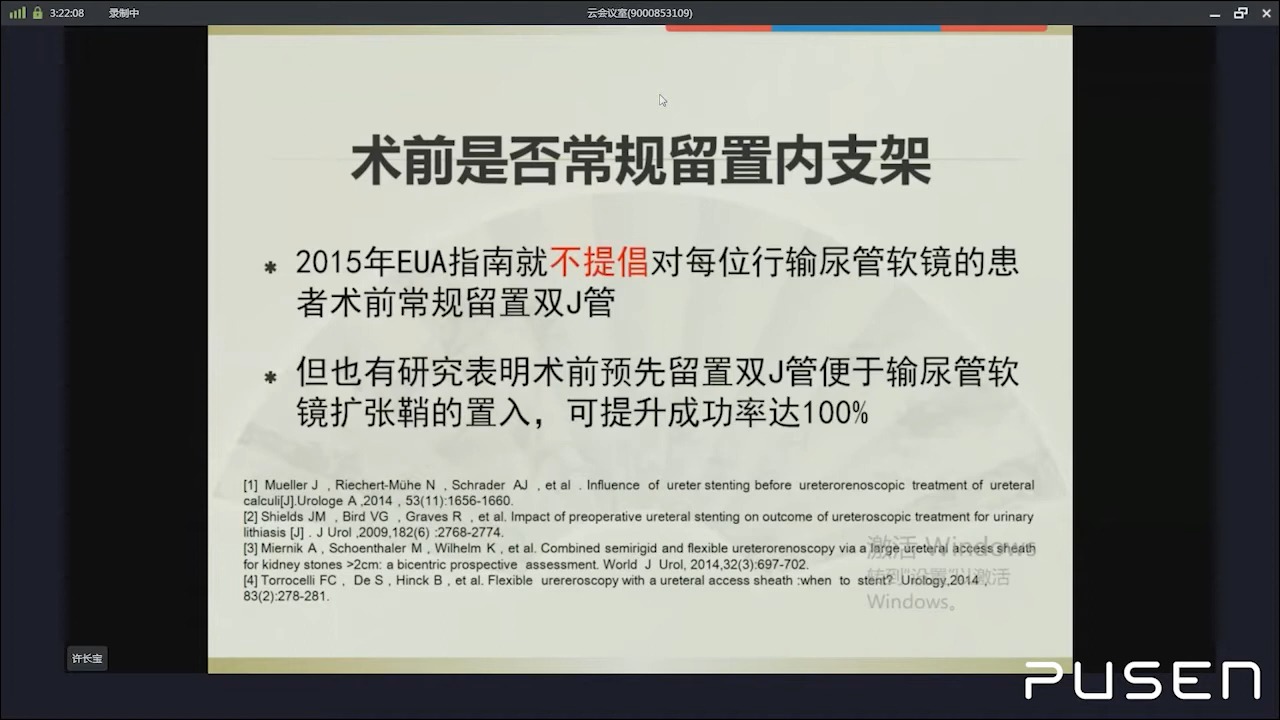 3:22:08 录制中 云会议室(9000853109)
术前是否常规留置内支架
* 2015年EUA指南就不提倡对每位行输尿管软镜的患
者术前常规留置双J管
* 但也有研究表明术前预先留置双J管便于输尿管软
镜扩张鞘的置入，可提升成功率达100%
[1] Mueller J , Riechert-Mühe N , Schrader AJ , et al . Influence of ureter stenting before ureterorenoscopic treatment of ureteral
calculi[J].Urologe A ,2014 , 53(11):1656-1660.
[2] Shields JM , Bird VG , Graves R , et al. Impact of preoperative ureteral stenting on outcome of ureteroscopic treatment for urinary
lithiasis [J] . J Urol ,2009,182(6) :2768-2774.
[3] Miernik A , Schoenthaler M , Wilhelm K , et al. Combined semirigid and flexible ureterorenoscopy via a large ureteral access sheath
for kidney stones >2cm: a bicentric prospective assessment. World J Urol, 2014,32(3):697-702.
[4] Torrocelli FC , De S , Hinck B , et al. Flexible urereroscopy with a ureteral access sheath :when to stent? Urology,2014 ,
83(2):278-281.
激活 Windows
转到"设置"以激活
Windows。
许长宝
PUSEN